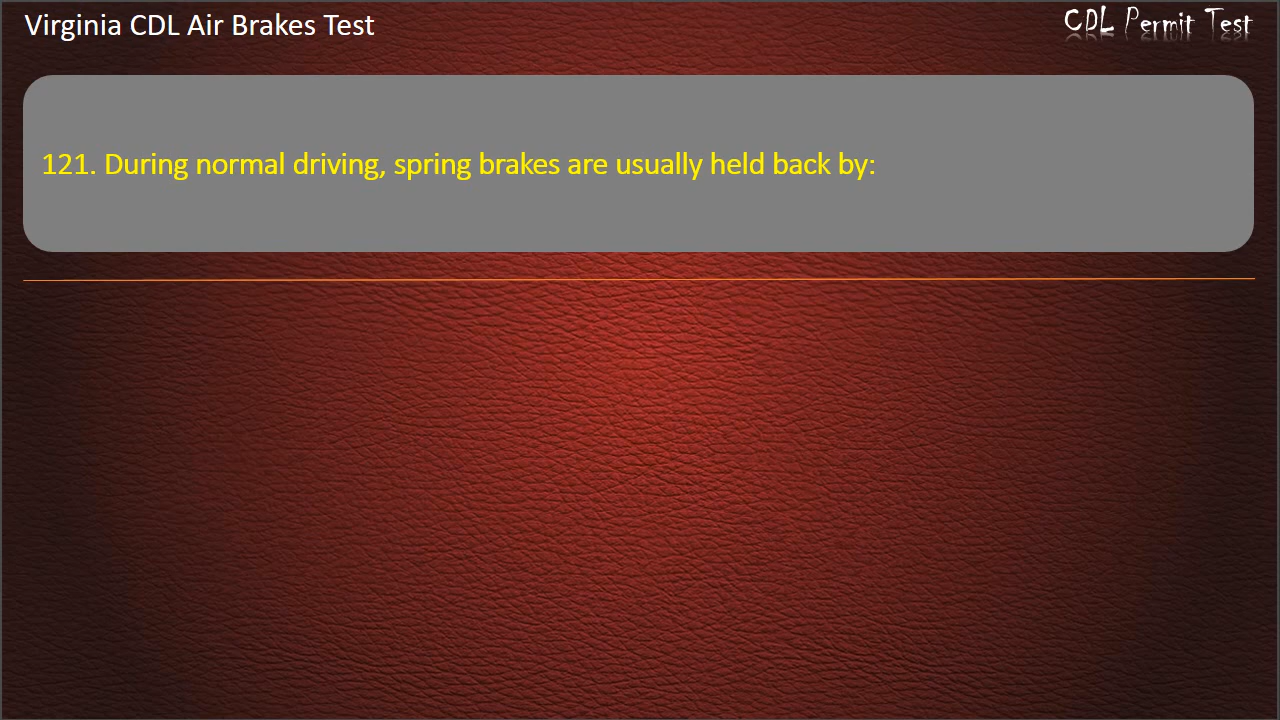 Virginia CDL Air Brakes Test
CDL Permit Test
121. During normal driving, spring brakes are usually held back by: